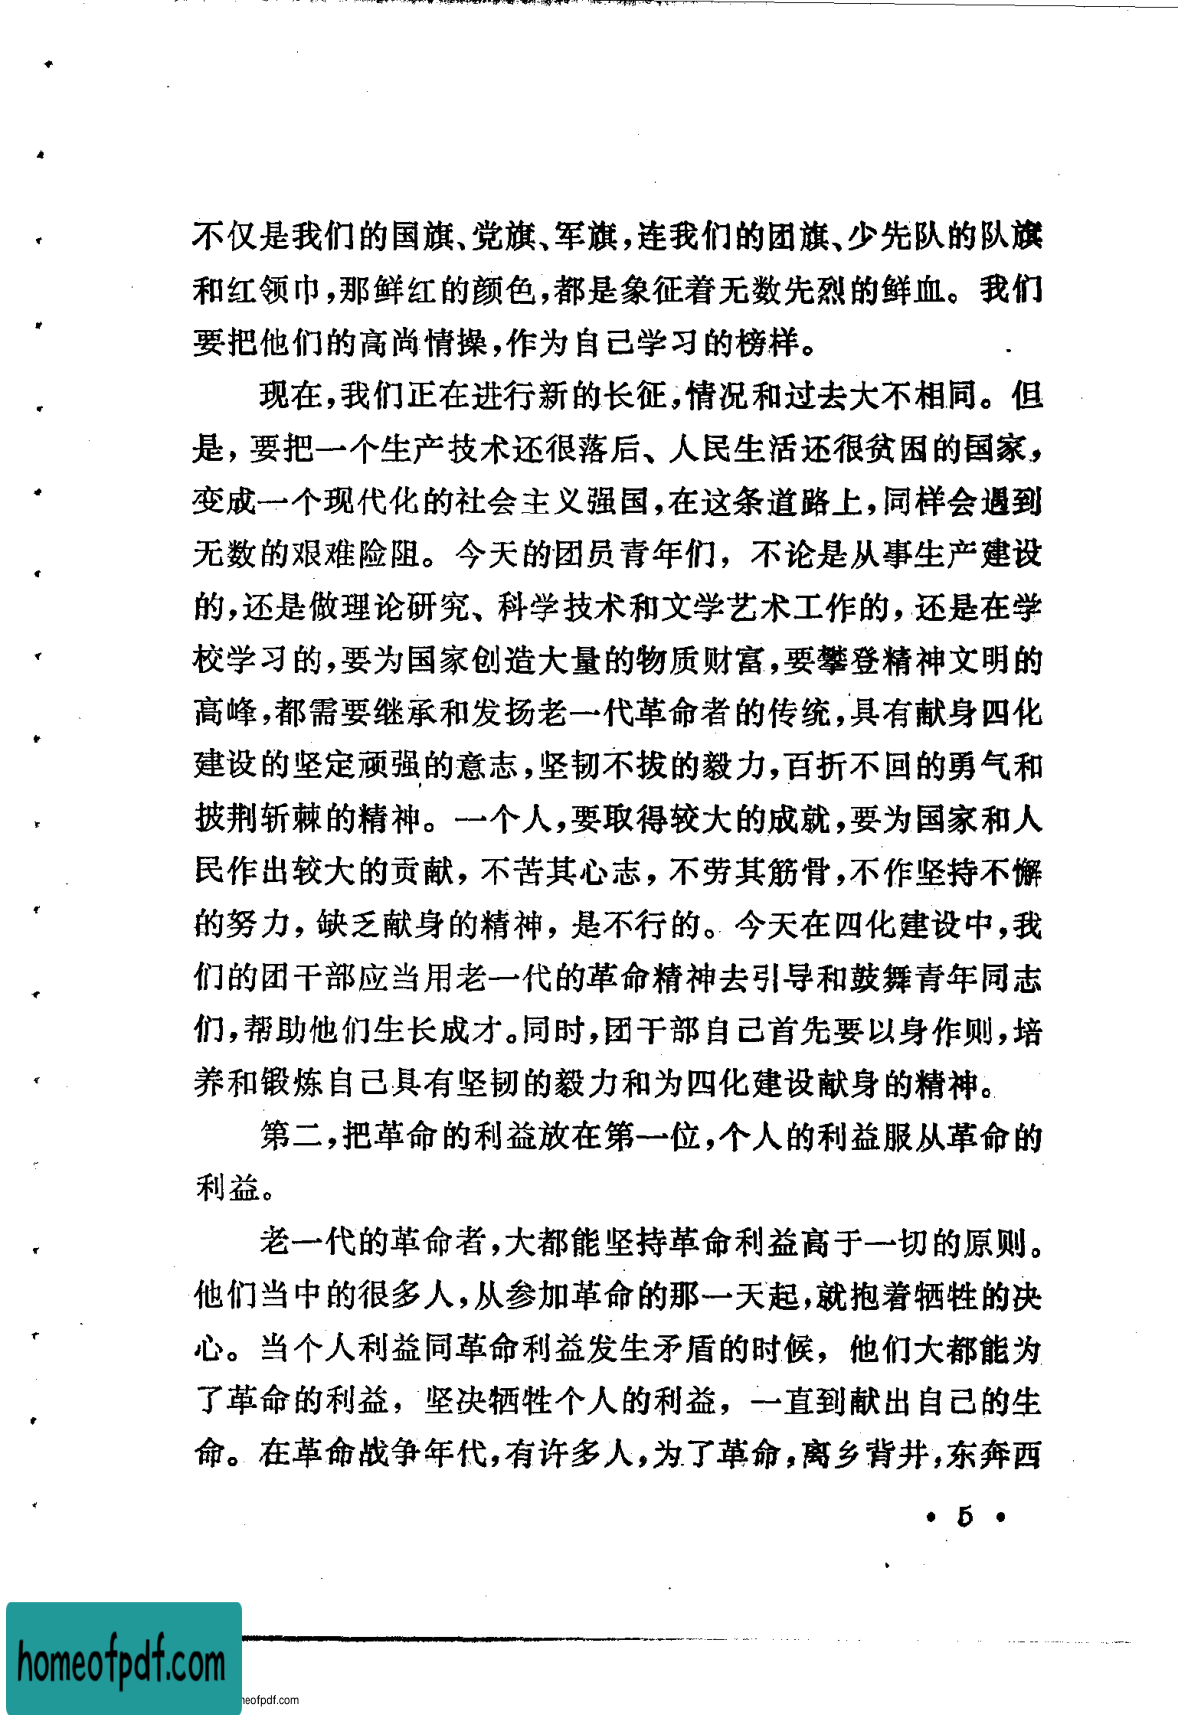 不仅是我们的国旗、党旗、军旗，连我们的团旗、少先队的队旗
和红领巾，那鲜红的颜色，都是象征着无数先烈的鲜血。我们
要把他们的高尚情操，作为自己学习的榜样。
现在，我们正在进行新的长征，情况和过去大不相同。但
是，要把一个生产技术还很落后、人民生活还很贫困的国家，
变成一个现代化的社会主义强国，在这条道路上，同样会遇到
无数的艰难险阻。今天的团员青年们，不论是从事生产建设
的，还是做理论研究、科学技术和文学艺术工作的，还是在学
校学习的，要为国家创造大量的物质财富，要攀登精神文明的
高峰，都需要继承和发扬老一代革命者的传统，具有献身四化
建设的坚定顽强的意志，坚韧不拔的毅力，百折不回的勇气和
披荆斩棘的精神。一个人，要取得较大的成就，要为国家和人
民作出较大的贡献，不苦其心志，不劳其筋骨，不作坚持不懈
的努力，缺乏献身的精神，是不行的。今天在四化建设中，我
们的团干部应当用老一代的革命精神去引导和鼓舞青年同志
们，帮助他们生长成才。同时，团干部自己首先要以身作则，培
养和锻炼自己具有坚韧的毅力和为四化建设献身的精神。
第二，把革命的利益放在第一位，个人的利益服从革命的
利益。
老一代的革命者，大都能坚持革命利益高于一切的原则。
他们当中的很多人，从参加革命的那一天起，就抱着牺牲的决
心。当个人利益同革命利益发生矛盾的时候，他们大都能为
了革命的利益，坚决牺牲个人的利益，一直到献出自己的生
命。在革命战争年代，有许多人，为了革命，离乡背井，东奔西
• 5 •
homeofpdf.com
neofpdf.com